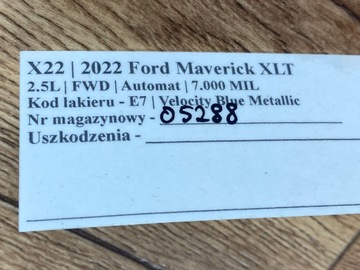 X22 | 2022 Ford Maverick XLT
2.5L | FWD | Automat | 7.000 MIL
Kod lakieru - E7 | Velocity Blue Metallic
Nr magazynowy - 05288
Uszkodzenia -